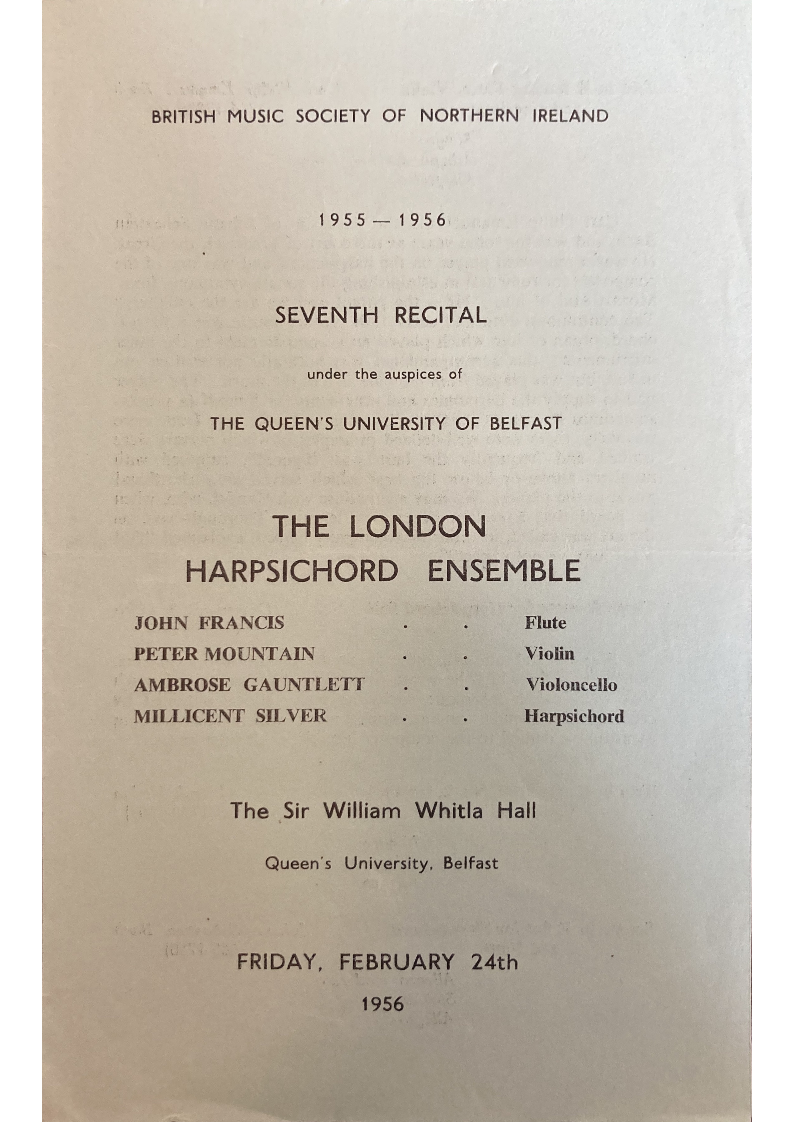 BRITISH MUSIC SOCIETY OF NORTHERN IRELAND
1955 — 1956
SEVENTH RECITAL
under the auspices of
THE QUEEN'S UNIVERSITY OF BELFAST
THE LONDON
HARPSICHORD ENSEMBLE
JOHN FRANCIS . . Flute
PETER MOUNTAIN . . Violin
AMBROSE GAUNTLETT . . Violoncello
MILLICENT SILVER . . Harpsichord
The Sir William Whitla Hall
Queen's University, Belfast
FRIDAY, FEBRUARY 24th
1956